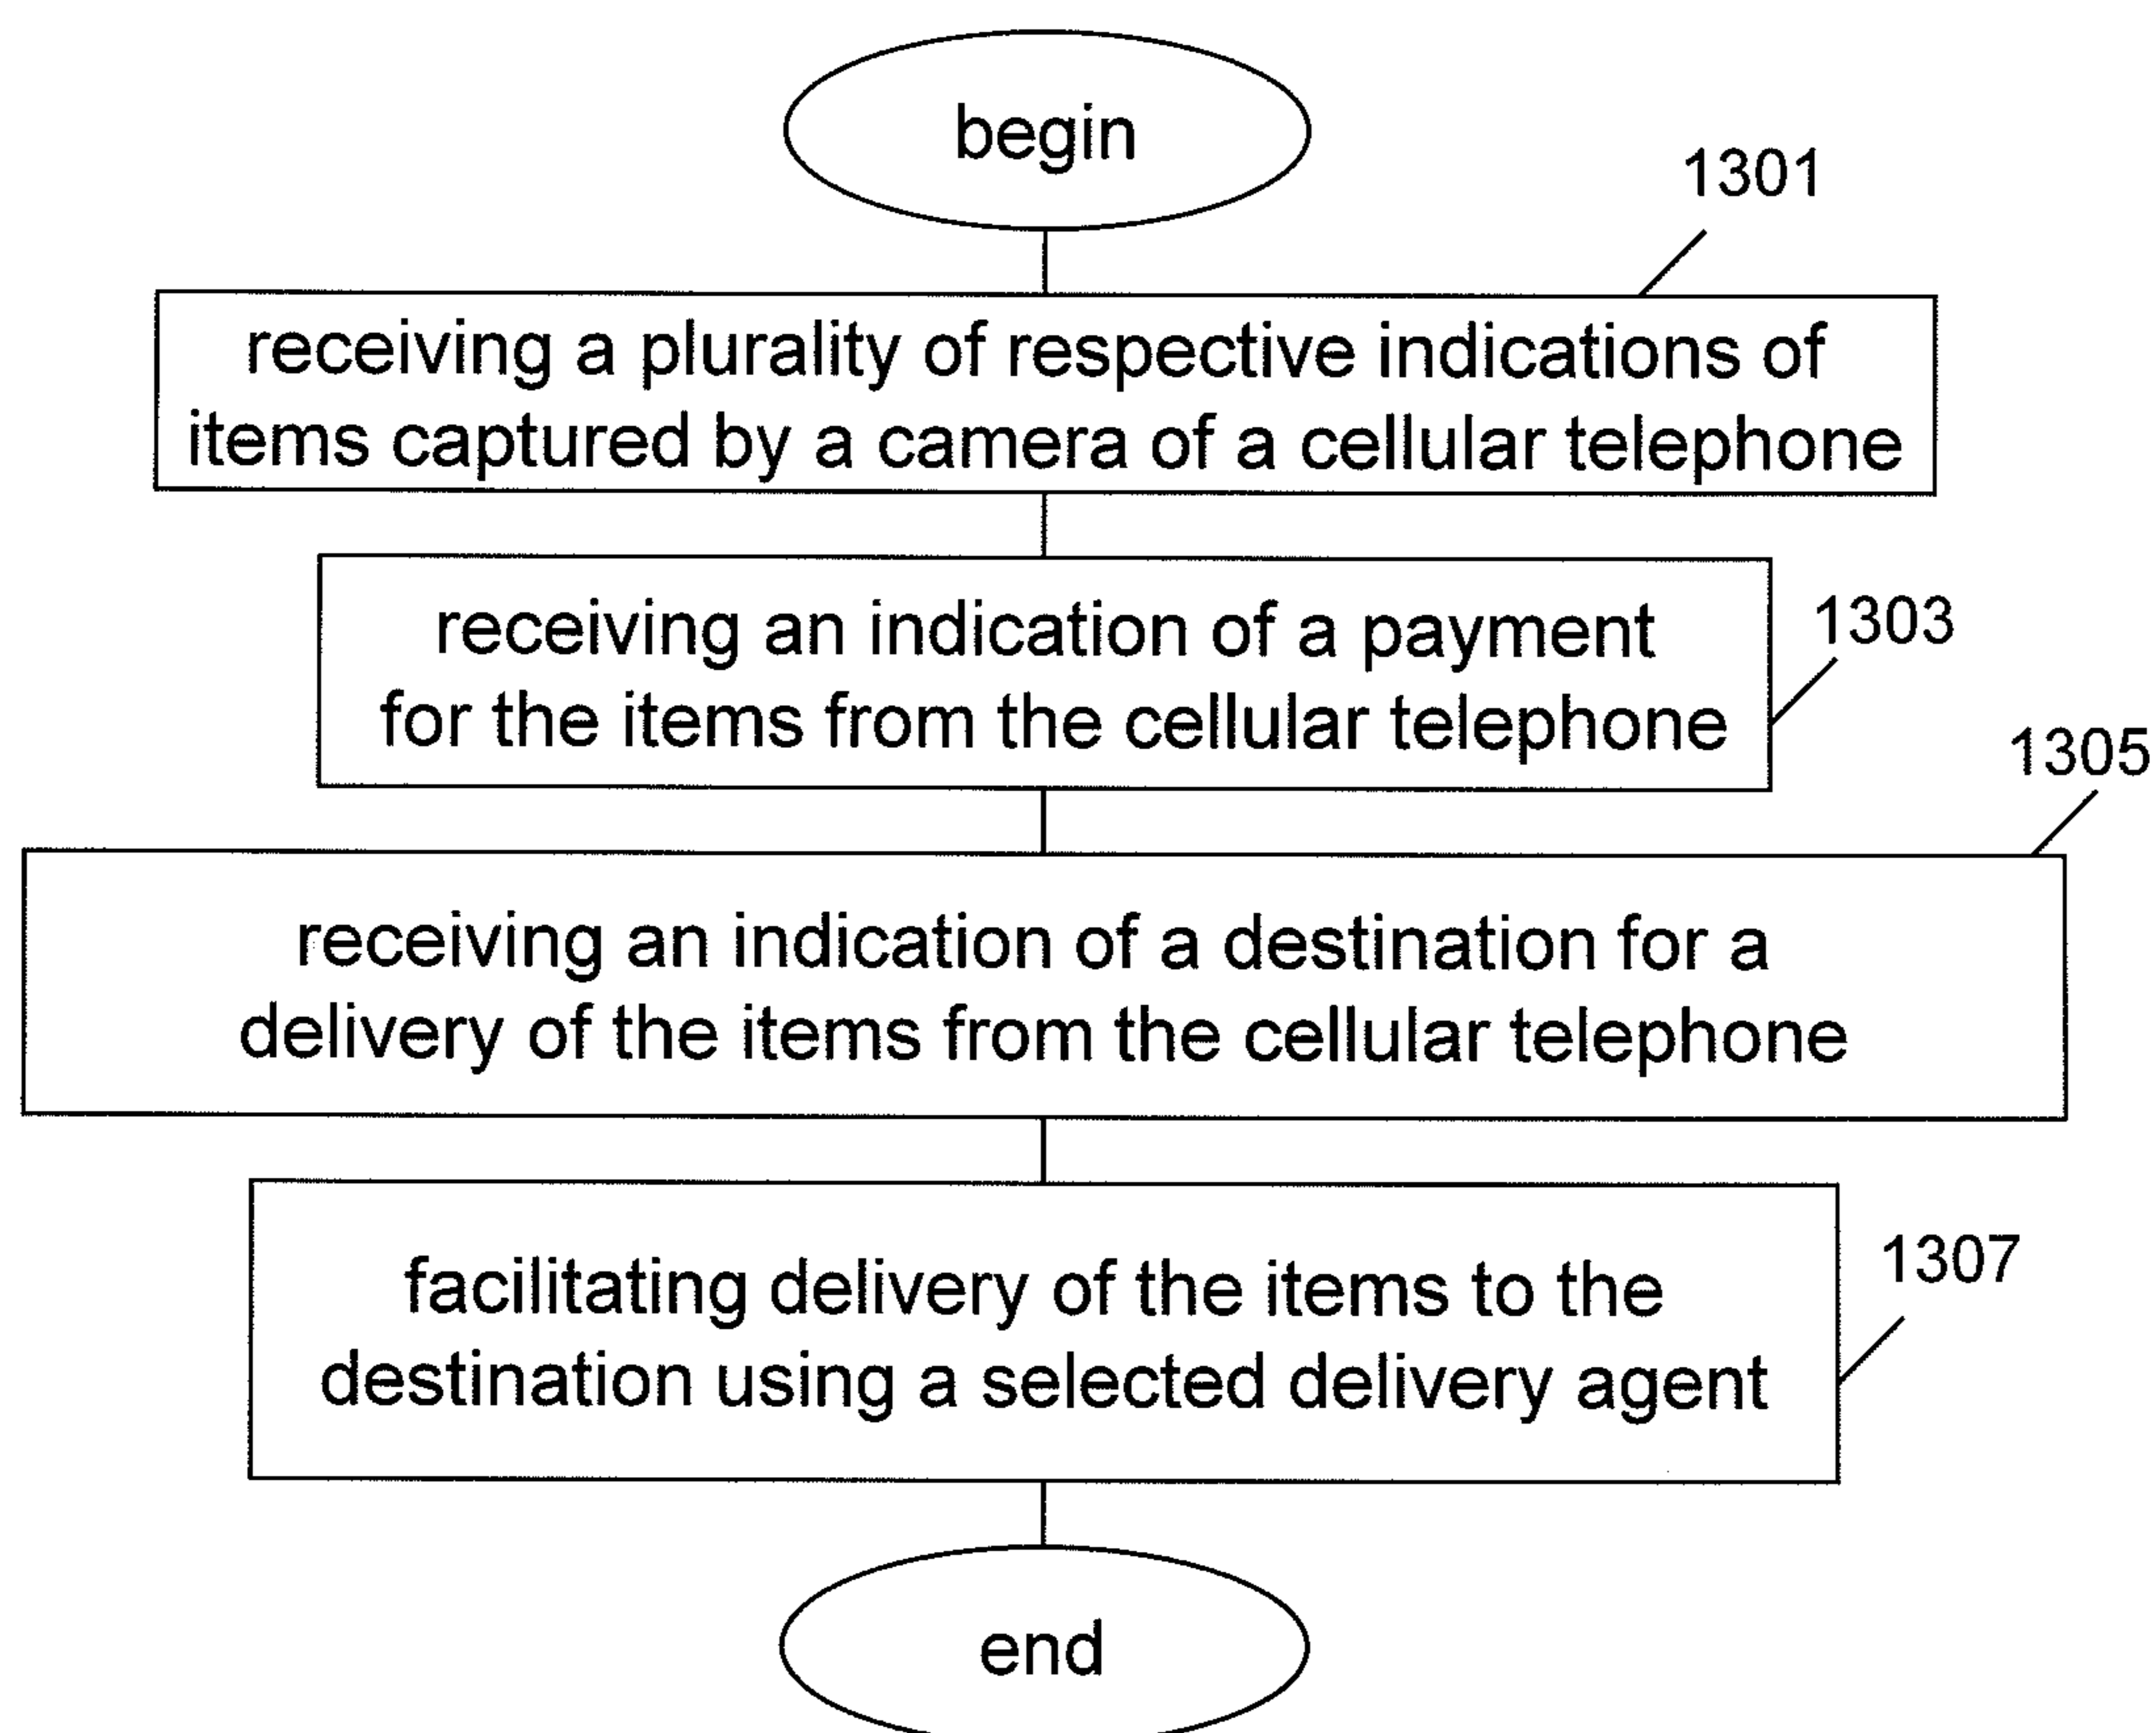 begin
1301
receiving a plurality of respective indications of
items captured by a camera of a cellular telephone
receiving an indication of a payment
for the items from the cellular telephone
1303
1305
receiving an indication of a destination for a
delivery of the items from the cellular telephone
facilitating delivery of the items to the
destination using a selected delivery agent
1307
end